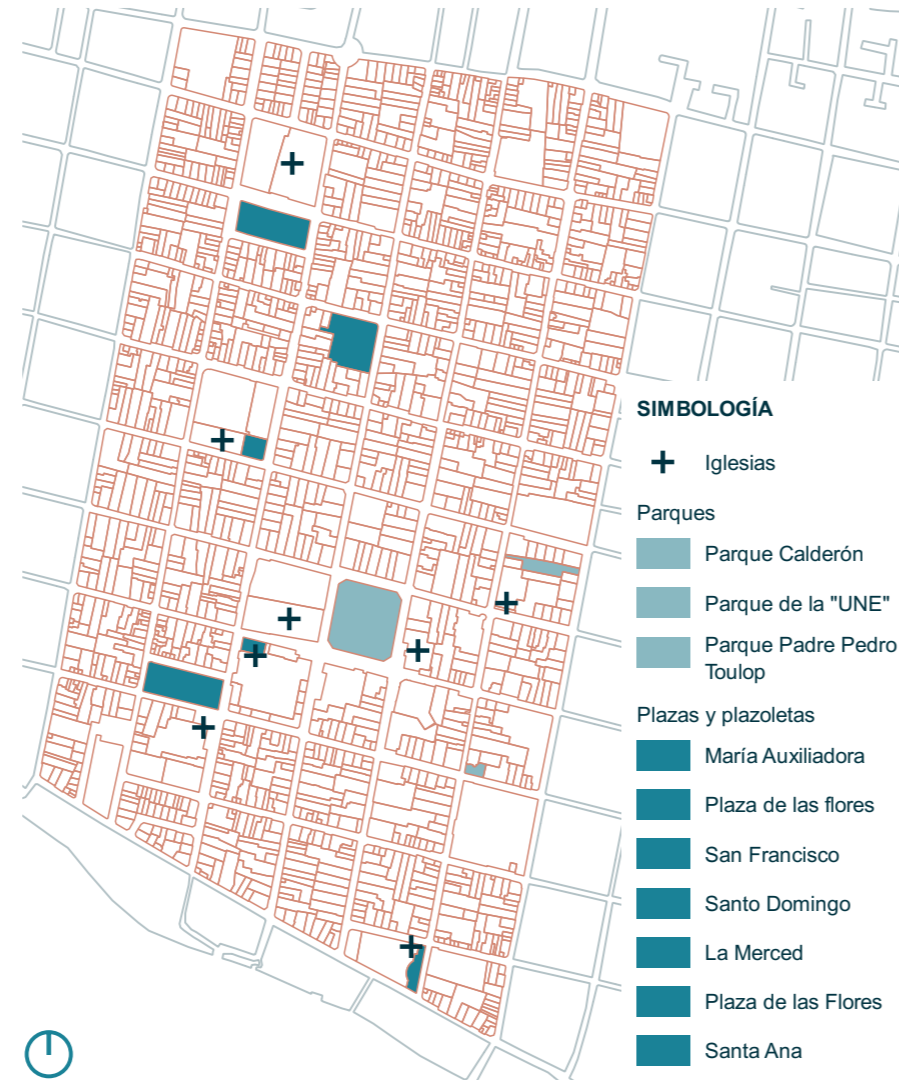 SIMBOLOGÍA
Iglesias
Parques
Parque Calderón
Parque de la "UNE"
Parque Padre Pedro
Toulop
Plazas y plazoletas
María Auxiliadora
Plaza de las flores
San Francisco
Santo Domingo
La Merced
Plaza de las Flores
Santa Ana